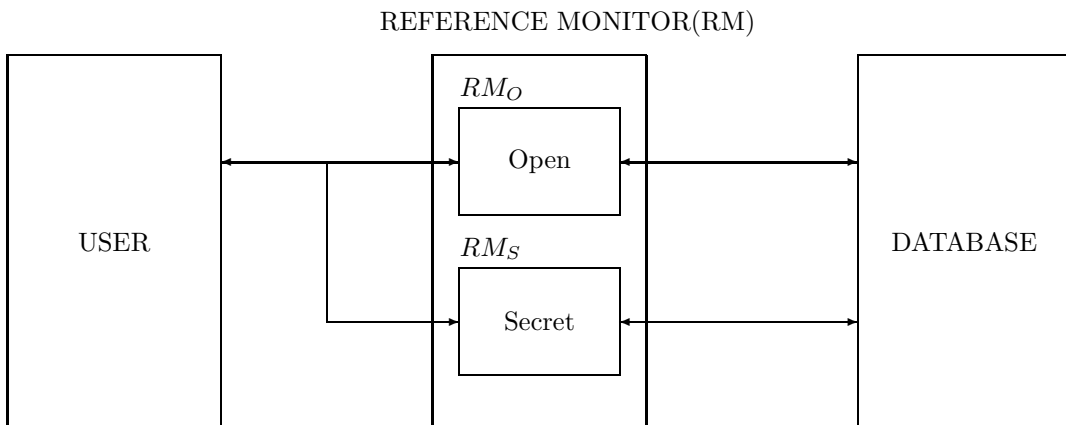 REFERENCE MONITOR(RM)
RM_O
Open
USER
DATABASE
RM_S
Secret